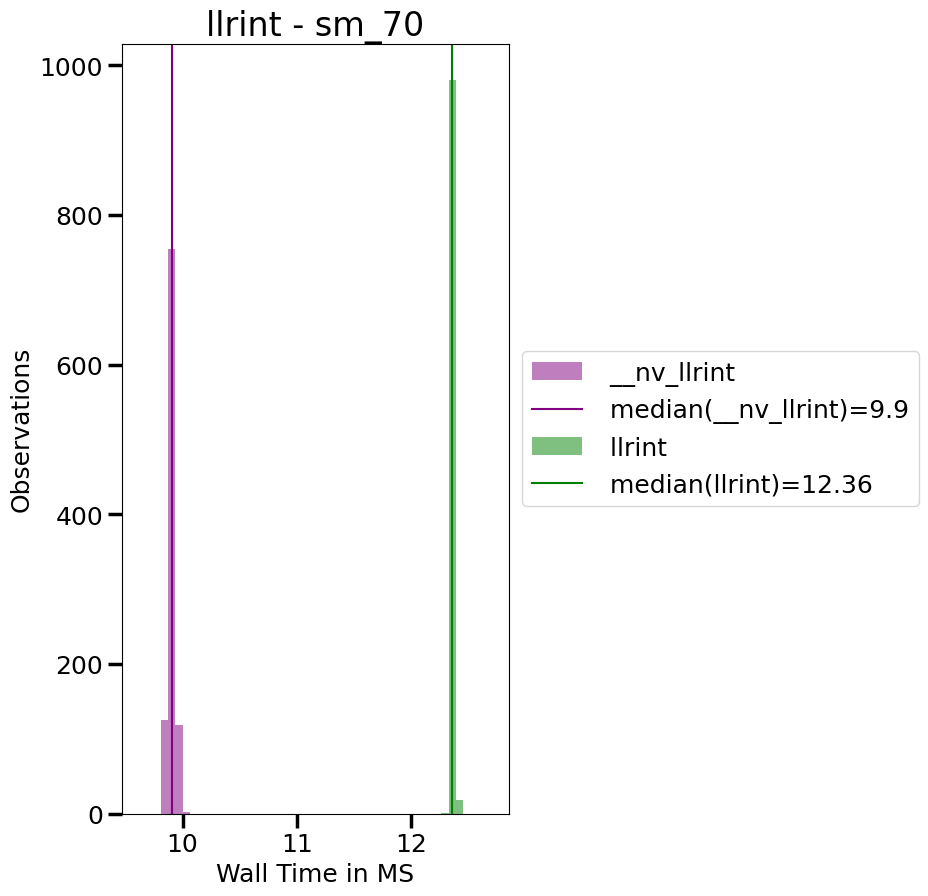 llrint - sm_70
1000
800
600
400
200
0
Observations
10 11 12
Wall Time in MS
__nv_llrint
median(__nv_llrint)=9.9
llrint
median(llrint)=12.36